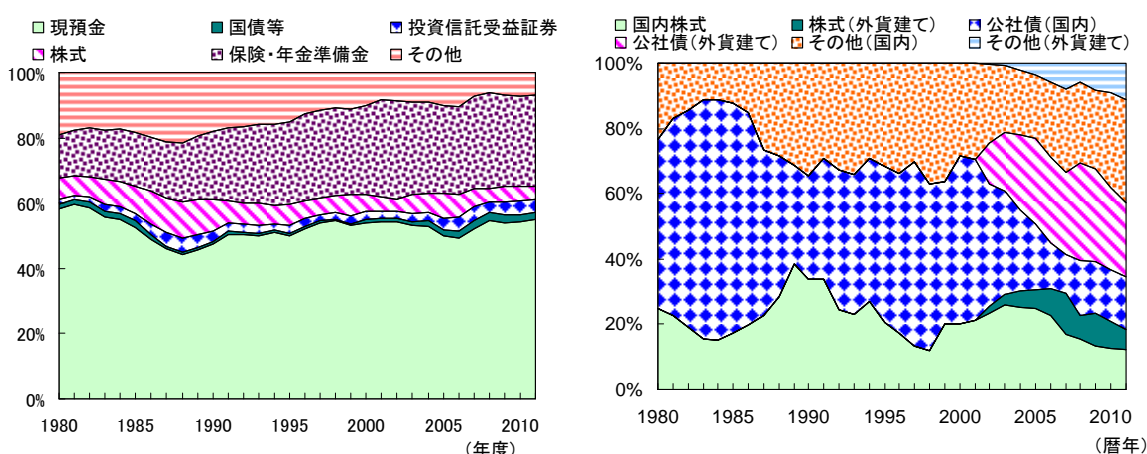 現預金 国債等 投資信託受益証券
株式 保険・年金準備金 その他
100%
80%
60%
40%
20%
0%
1980 1985 1990 1995 2000 2005 2010
（年度）
国内株式 株式（外貨建て） 公社債（国内）
公社債（外貨建て） その他（国内） その他（外貨建て）
100%
80%
60%
40%
20%
0%
1980 1985 1990 1995 2000 2005 2010
（暦年）